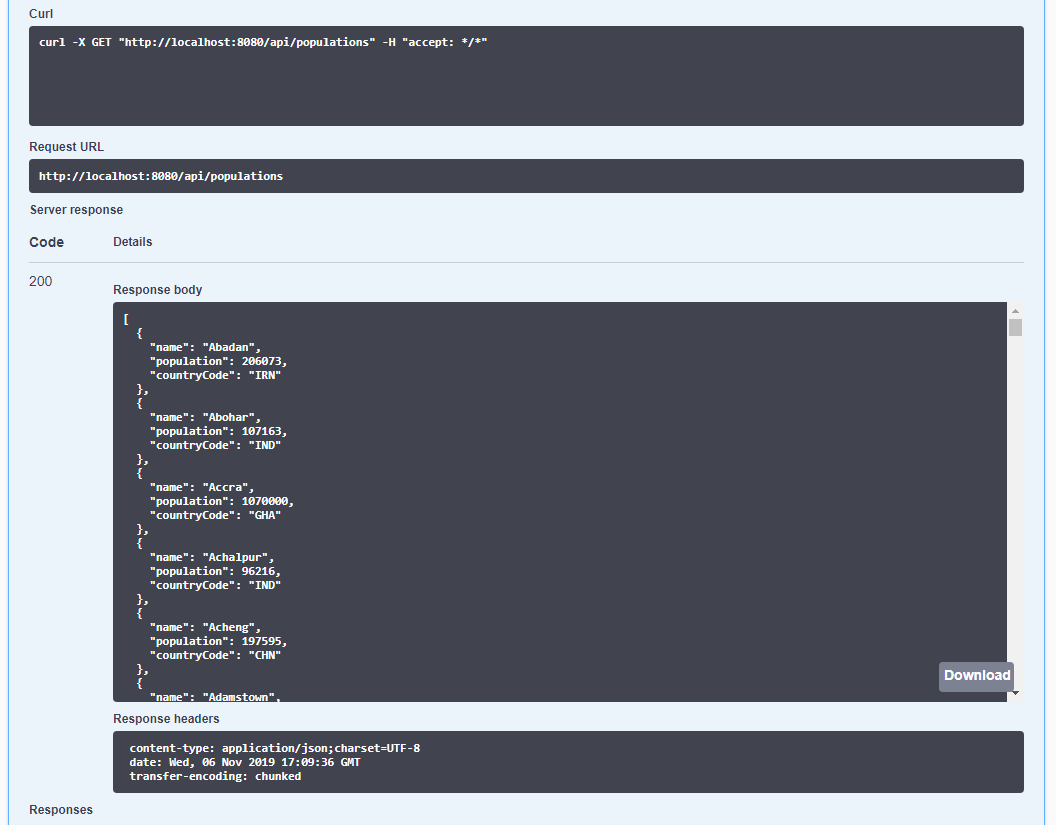 Curl
curl -X GET "http://localhost:8080/api/populations" -H "accept: */*"
Request URL
http://localhost:8080/api/populations
Server response
Code Details
200
Response body
[
  {
    "name": "Abadan",
    "population": 206073,
    "countryCode": "IRN"
  },
  {
    "name": "Abohar",
    "population": 107163,
    "countryCode": "IND"
  },
  {
    "name": "Accra",
    "population": 1070000,
    "countryCode": "GHA"
  },
  {
    "name": "Achalpur",
    "population": 96216,
    "countryCode": "IND"
  },
  {
    "name": "Acheng",
    "population": 197595,
    "countryCode": "CHN"
  },
  {
    "name": "Adamstown",
Download
Response headers
content-type: application/json;charset=UTF-8
date: Wed, 06 Nov 2019 17:09:36 GMT
transfer-encoding: chunked
Responses